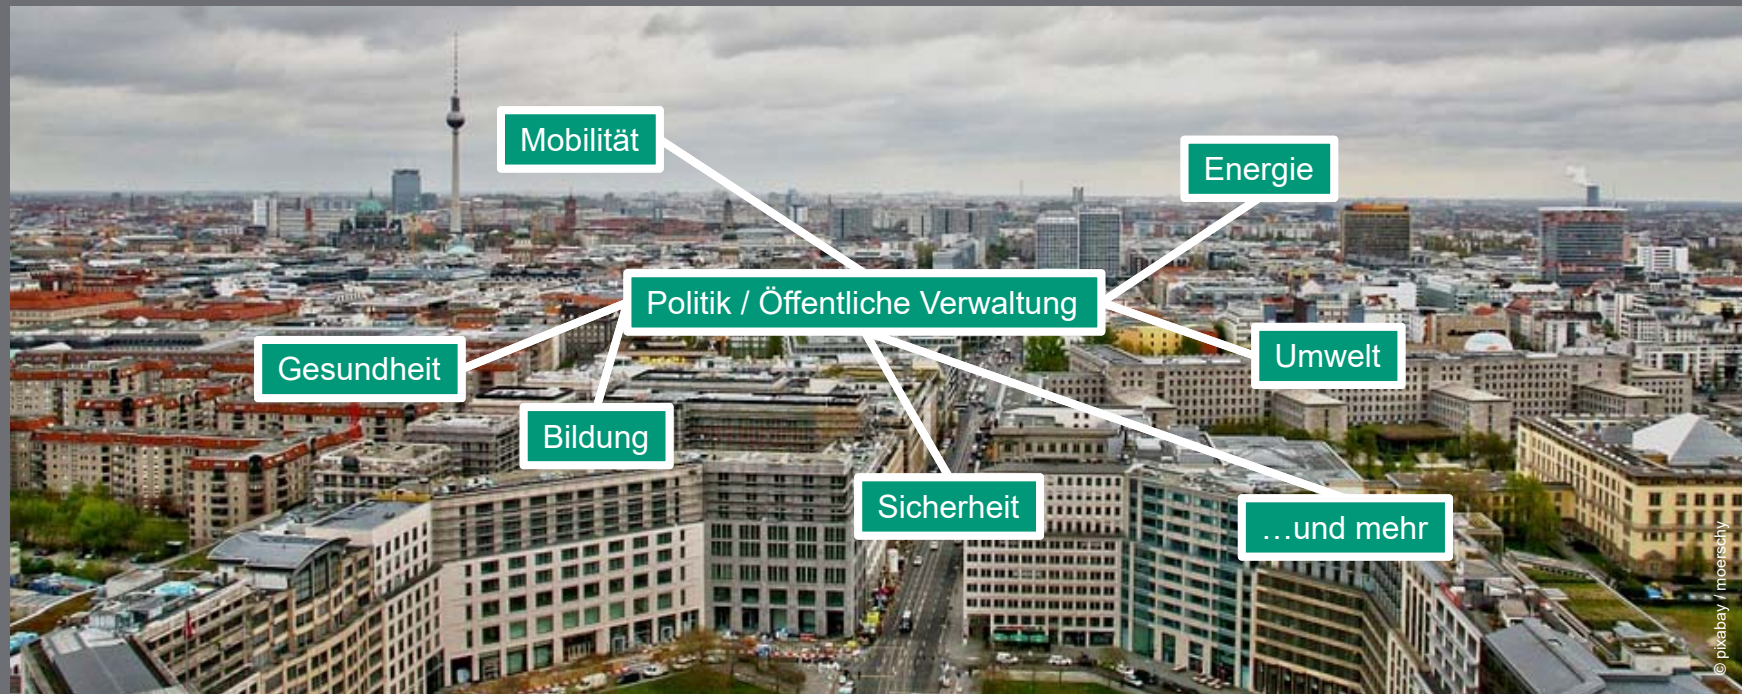 Mobilität
Energie
Politik / Öffentliche Verwaltung
Gesundheit
Umwelt
Bildung
Sicherheit
...und mehr
© pixabay / moerschy